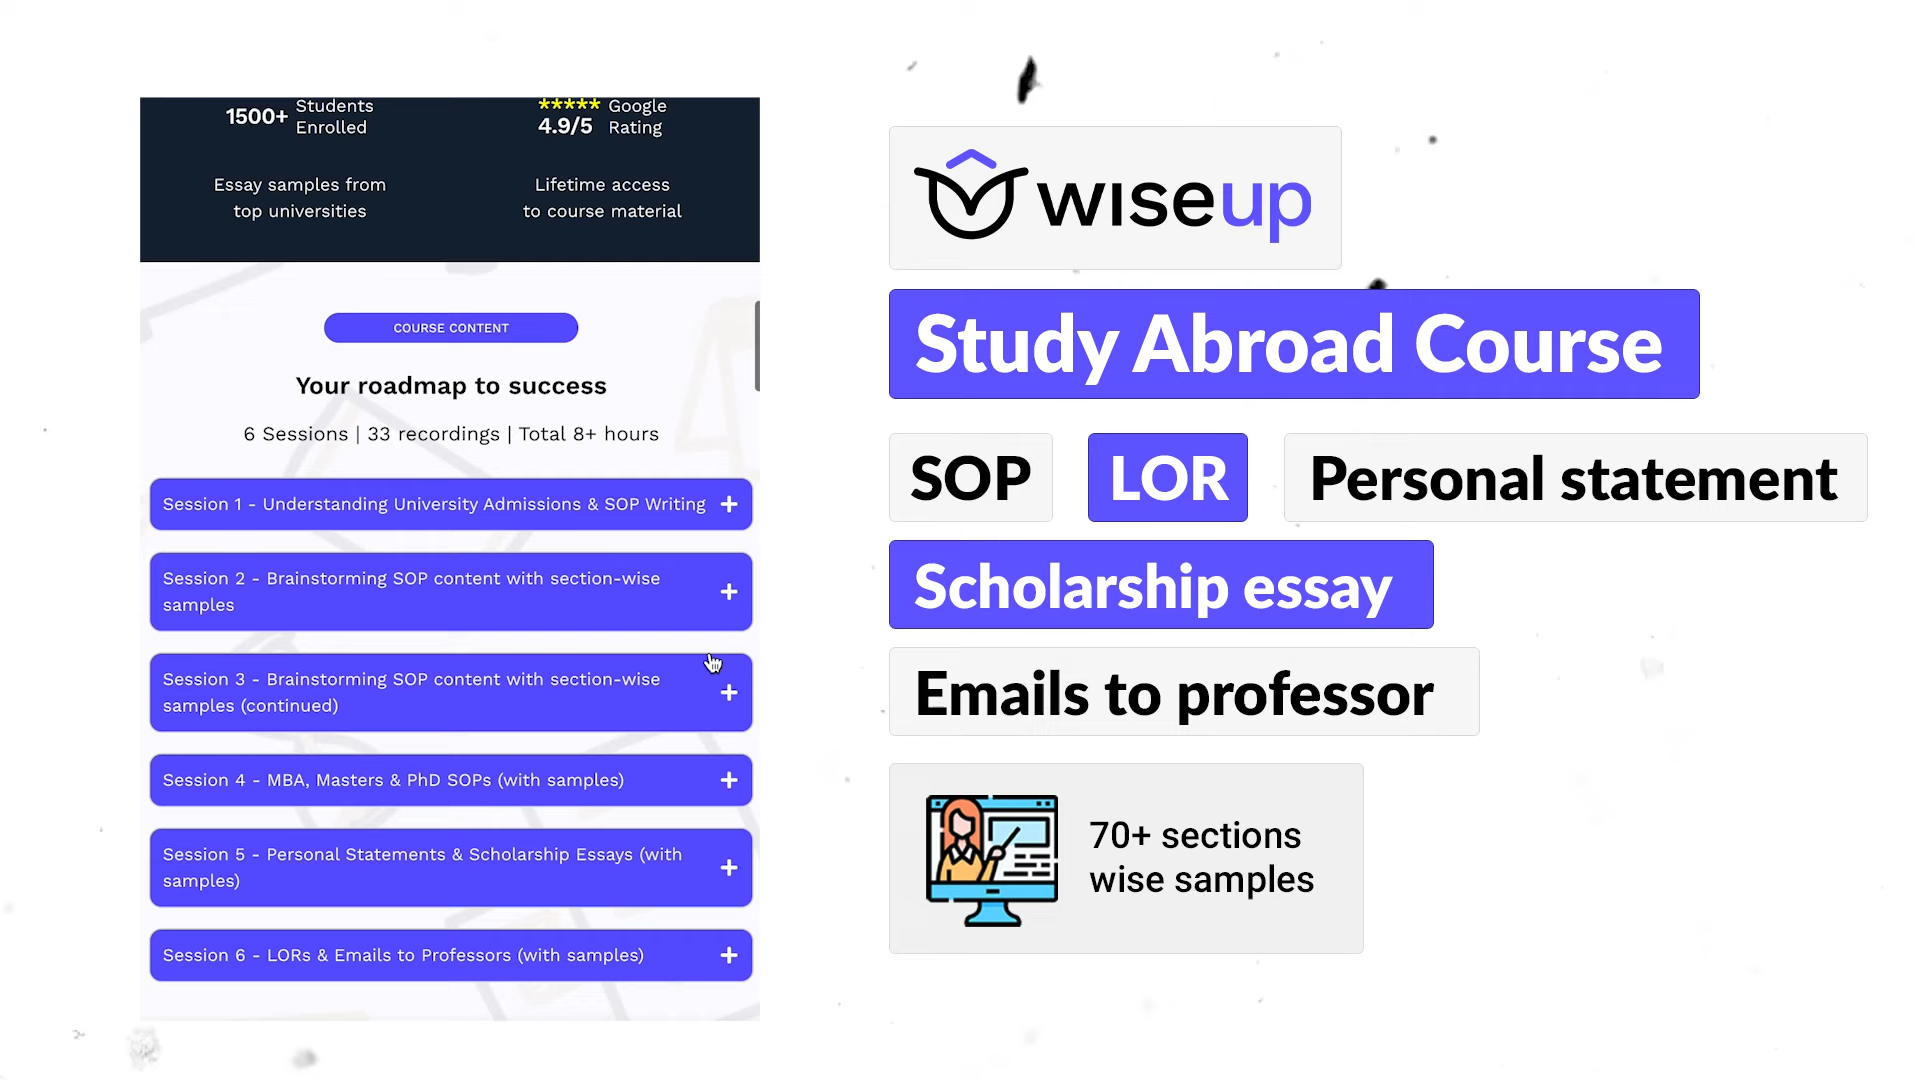 1500+ Students
Enrolled
***** Google
4.9/5 Rating
Essay samples from
top universities
Lifetime access
to course material
COURSE CONTENT
Your roadmap to success
6 Sessions | 33 recordings | Total 8+ hours
Session 1 - Understanding University Admissions & SOP Writing +
Session 2 - Brainstorming SOP content with section-wise
samples +
Session 3 - Brainstorming SOP content with section-wise
samples (continued) +
Session 4 - MBA, Masters & PhD SOPs (with samples) +
Session 5 - Personal Statements & Scholarship Essays (with
samples) +
Session 6 - LORs & Emails to Professors (with samples) +
wiseup
Study Abroad Course
SOP LOR Personal statement
Scholarship essay
Emails to professor
70+ sections
wise samples